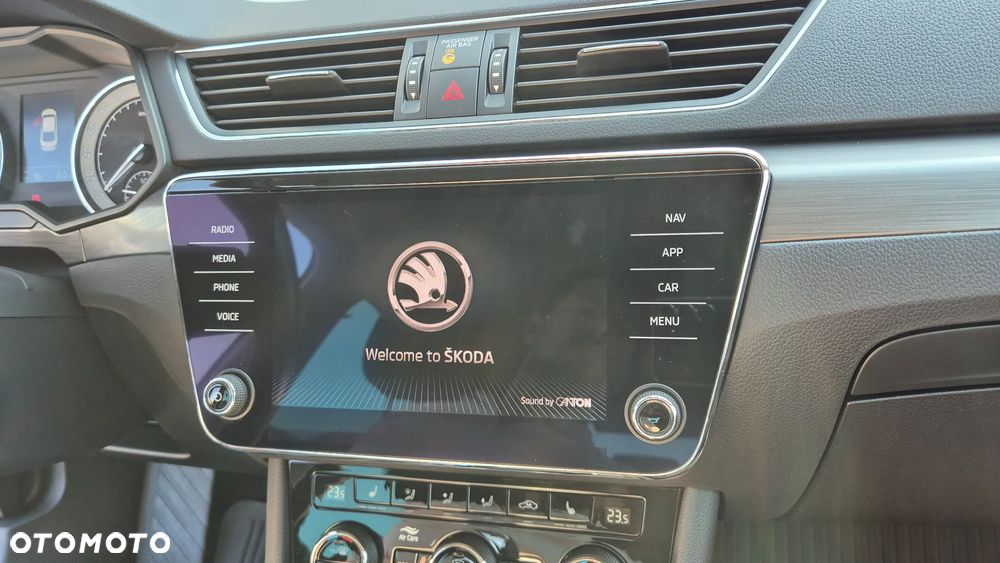 PASSENGER
AIR BAG
ON
RADIO
MEDIA
PHONE
VOICE
NAV
APP
CAR
MENU
Welcome to ŠKODA
Sound by CANTON
23.5
23.5
Air Care
OTOMOTO